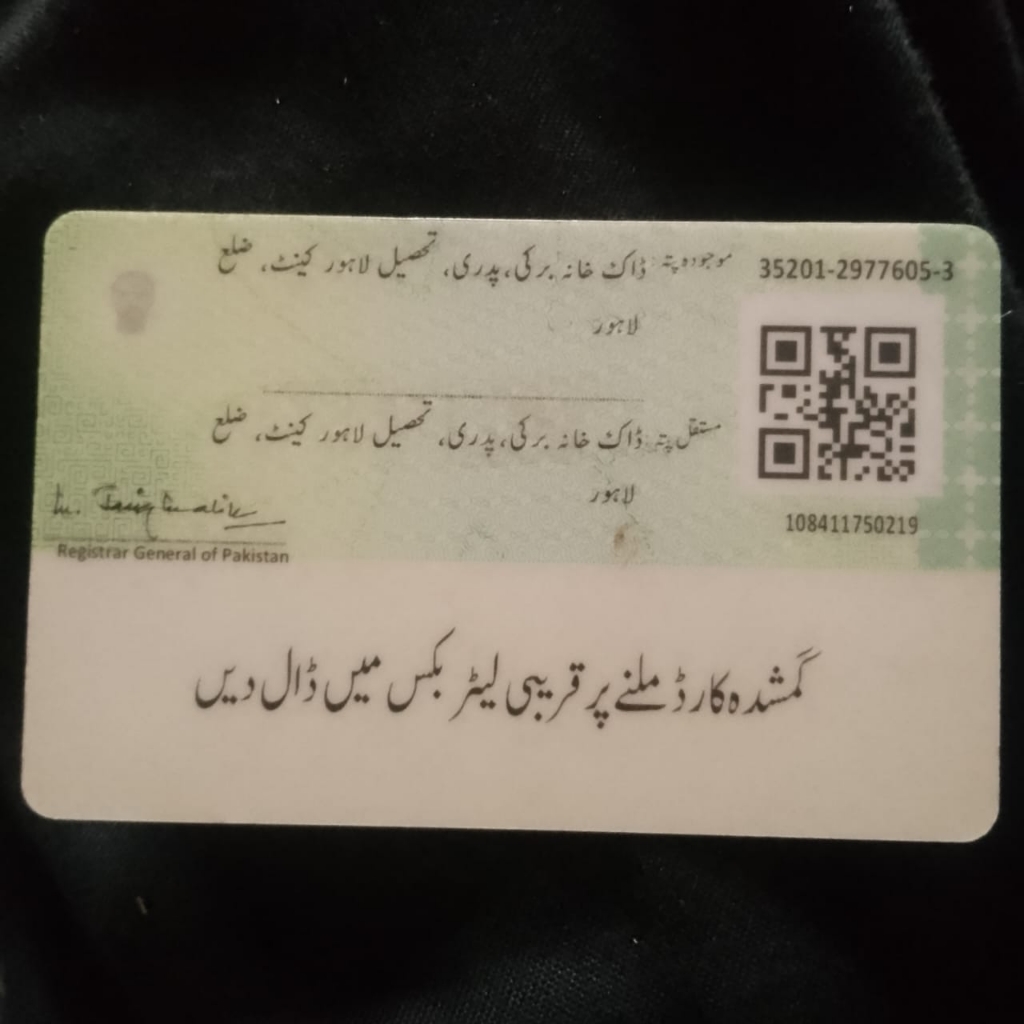 موجودہ پتہ: ڈاک خانہ برکی، پدری، تحصیل لاہور کینٹ، ضلع
لاہور
35201-2977605-3
مستقل پتہ: ڈاک خانہ برکی، پدری، تحصیل لاہور کینٹ، ضلع
لاہور
108411750219
Registrar General of Pakistan
گمشدہ کارڈ ملنے پر قریبی لیٹر بکس میں ڈال دیں